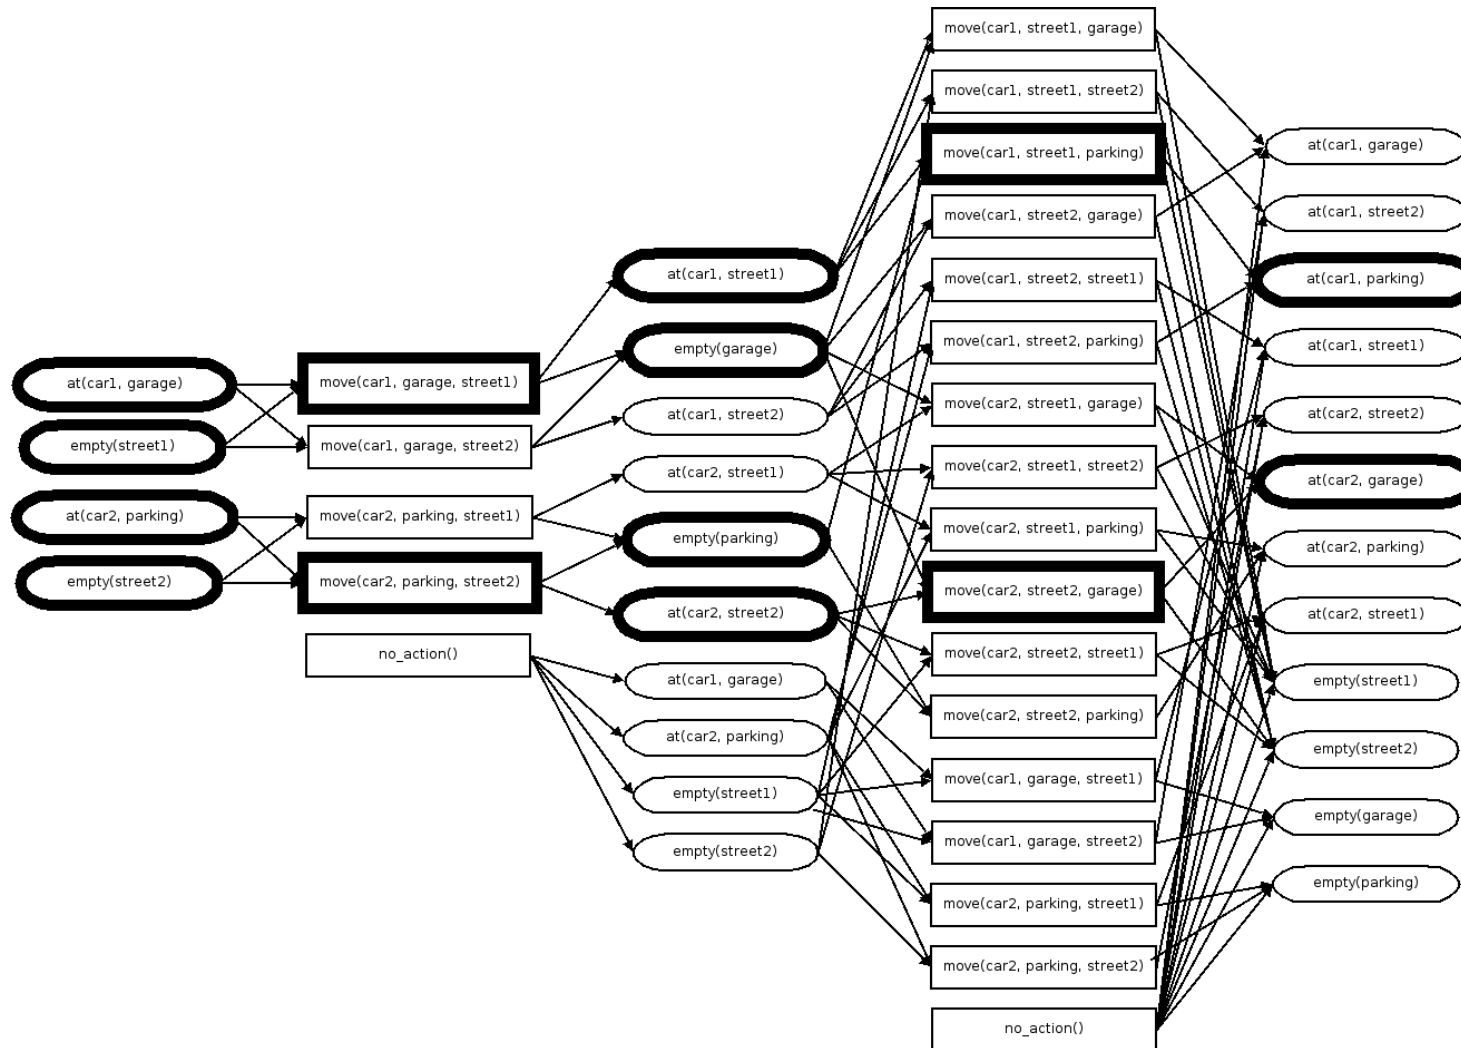 at(car1, garage)
empty(street1)
at(car2, parking)
empty(street2)
move(car1, garage, street1)
move(car1, garage, street2)
move(car2, parking, street1)
move(car2, parking, street2)
no_action()
at(car1, street1)
empty(garage)
at(car1, street2)
at(car2, street1)
empty(parking)
at(car2, street2)
at(car1, garage)
at(car2, parking)
empty(street1)
empty(street2)
move(car1, street1, garage)
move(car1, street1, street2)
move(car1, street1, parking)
move(car1, street2, garage)
move(car1, street2, street1)
move(car1, street2, parking)
move(car2, street1, garage)
move(car2, street1, street2)
move(car2, street1, parking)
move(car2, street2, garage)
move(car2, street2, street1)
move(car2, street2, parking)
move(car1, garage, street1)
move(car1, garage, street2)
move(car2, parking, street1)
move(car2, parking, street2)
no_action()
at(car1, garage)
at(car1, street2)
at(car1, parking)
at(car1, street1)
at(car2, street2)
at(car2, garage)
at(car2, parking)
at(car2, street1)
empty(street1)
empty(street2)
empty(garage)
empty(parking)